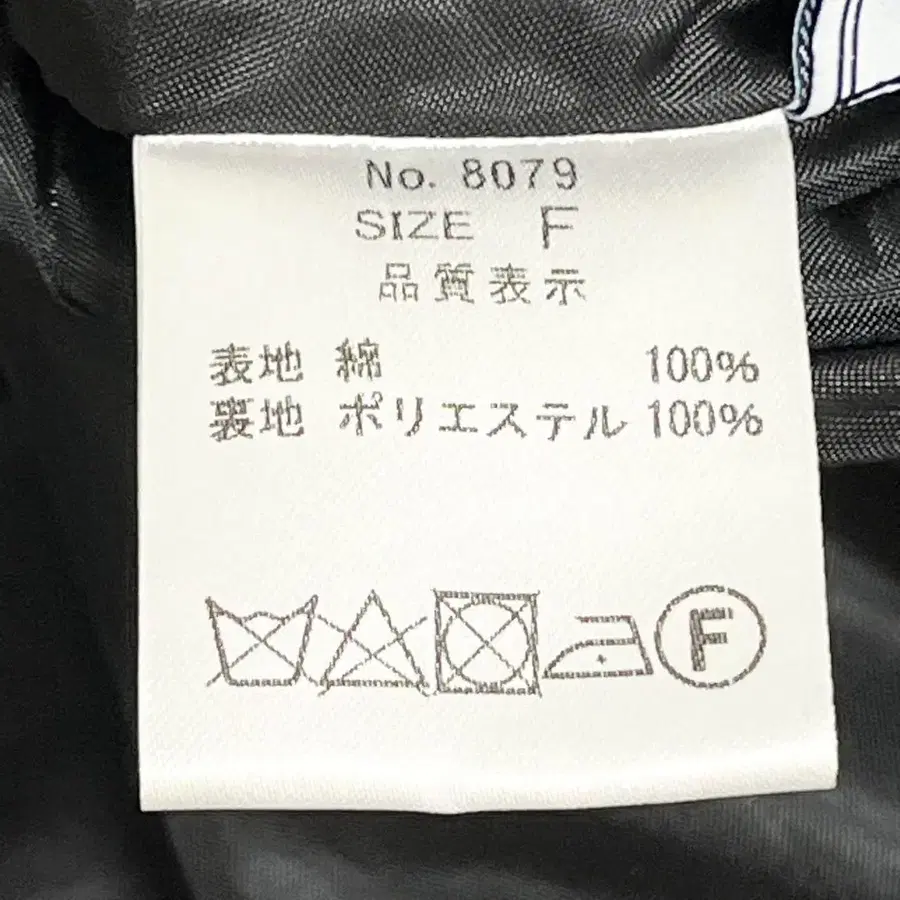 No. 8079
SIZE F
品質表示
表地 綿 100%
裏地 ポリエステル 100%
F